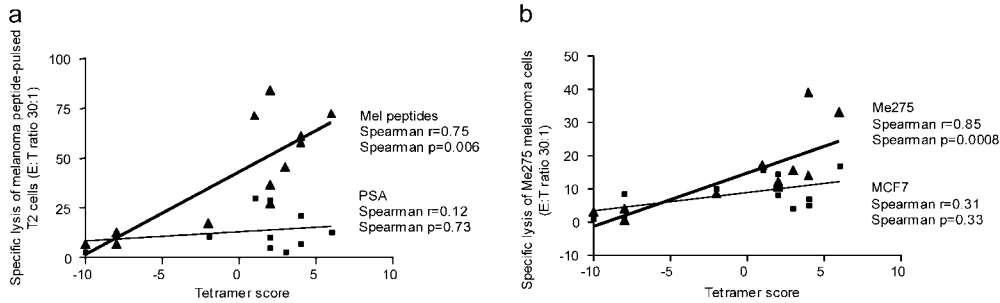 a
Specific lysis of melanoma peptide-pulsed
T2 cells (E:T ratio 30:1)
100
75
50
25
0
-10
-5
0
5
10
Tetramer score
Mel peptides
Spearman r=0.75
Spearman p=0.006
PSA
Spearman r=0.12
Spearman p=0.73
b
Specific lysis of Me275 melanoma cells
(E:T ratio 30:1)
50
40
30
20
10
0
-10
-10
-5
0
5
10
Tetramer score
Me275
Spearman r=0.85
Spearman p=0.0008
MCF7
Spearman r=0.31
Spearman p=0.33